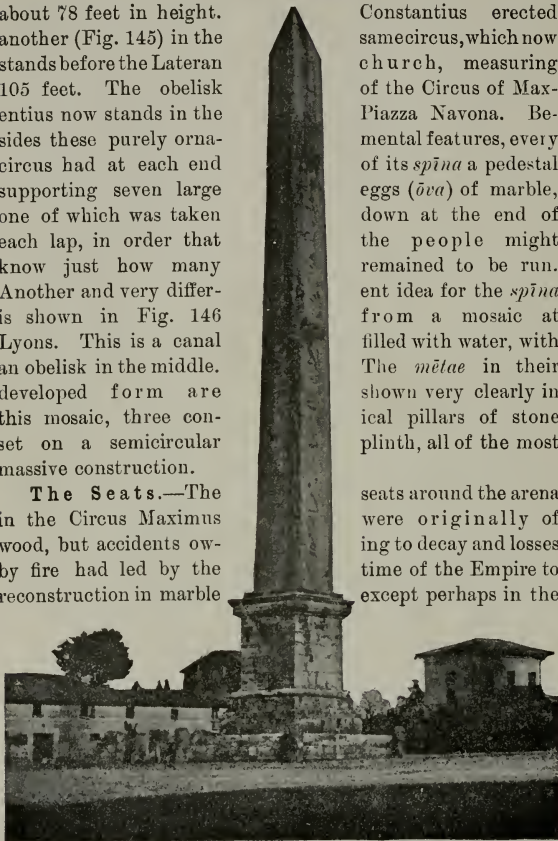 about 78 feet in height. Constantius erected
another (Fig. 145) in the same circus, which now
stands before the Lateran church, measuring
105 feet. The obelisk of the Circus of Max-
entius now stands in the Piazza Navona. Be-
sides these purely orna- mental features, every
circus had at each end of its spīna a pedestal
supporting seven large eggs (ōva) of marble,
one of which was taken down at the end of
each lap, in order that the people might
know just how many remained to be run.
Another and very differ- ent idea for the spīna
is shown in Fig. 146 from a mosaic at
Lyons. This is a canal filled with water, with
an obelisk in the middle. The mētae in their
developed form are shown very clearly in
this mosaic, three con- ical pillars of stone
set on a semicircular plinth, all of the most
massive construction.
The Seats.—The seats around the arena
in the Circus Maximus were originally of
wood, but accidents ow- ing to decay and losses
by fire had led by the time of the Empire to
reconstruction in marble except perhaps in the